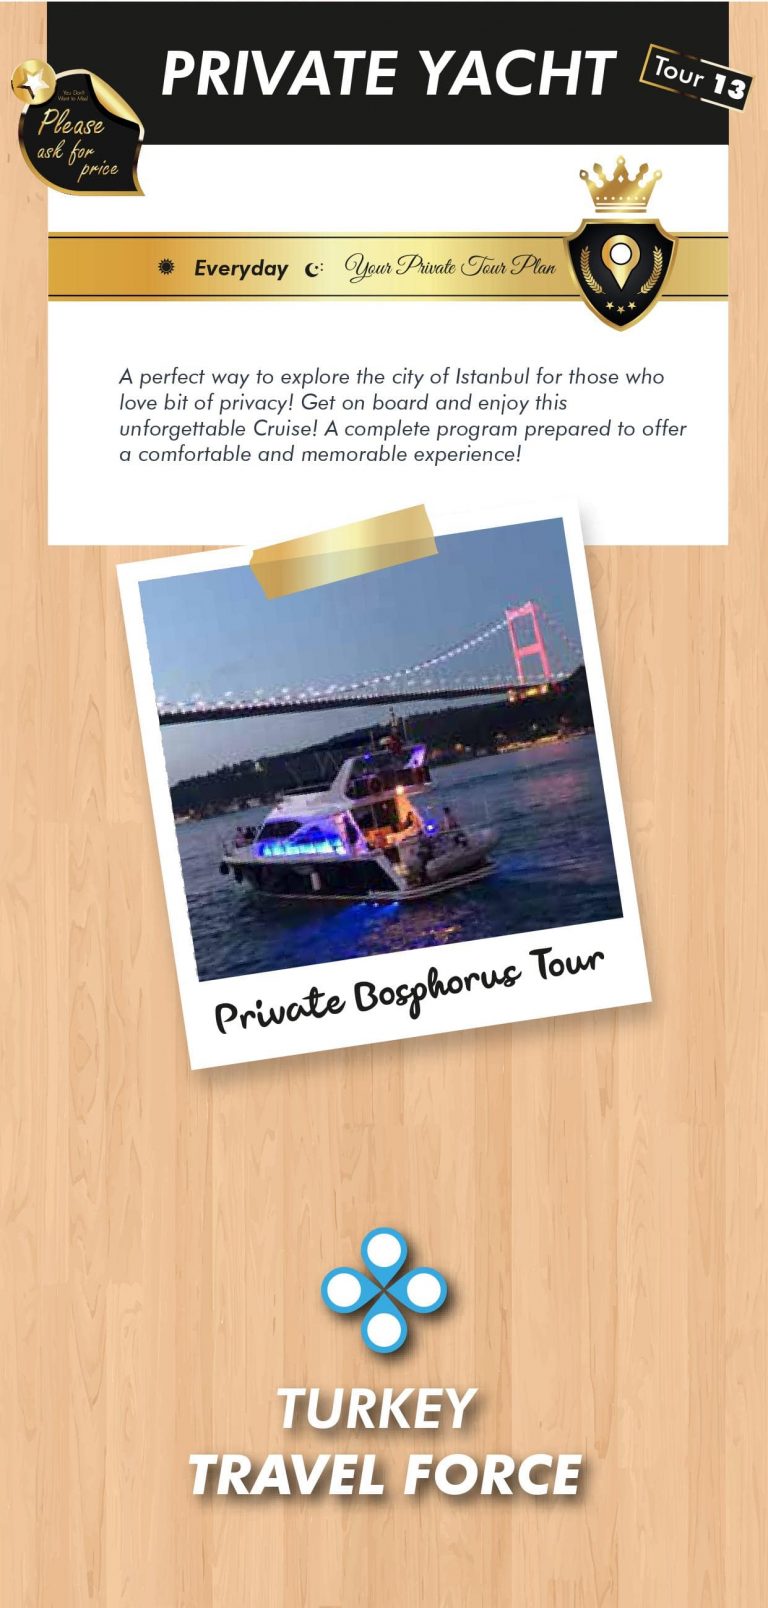 PRIVATE YACHT
Tour 13
You Don't
Want to Miss!
Please
ask for
price
Everyday
Your Private Tour Plan
A perfect way to explore the city of Istanbul for those who
love bit of privacy! Get on board and enjoy this
unforgettable Cruise! A complete program prepared to offer
a comfortable and memorable experience!
Private Bosphorus Tour
TURKEY
TRAVEL FORCE